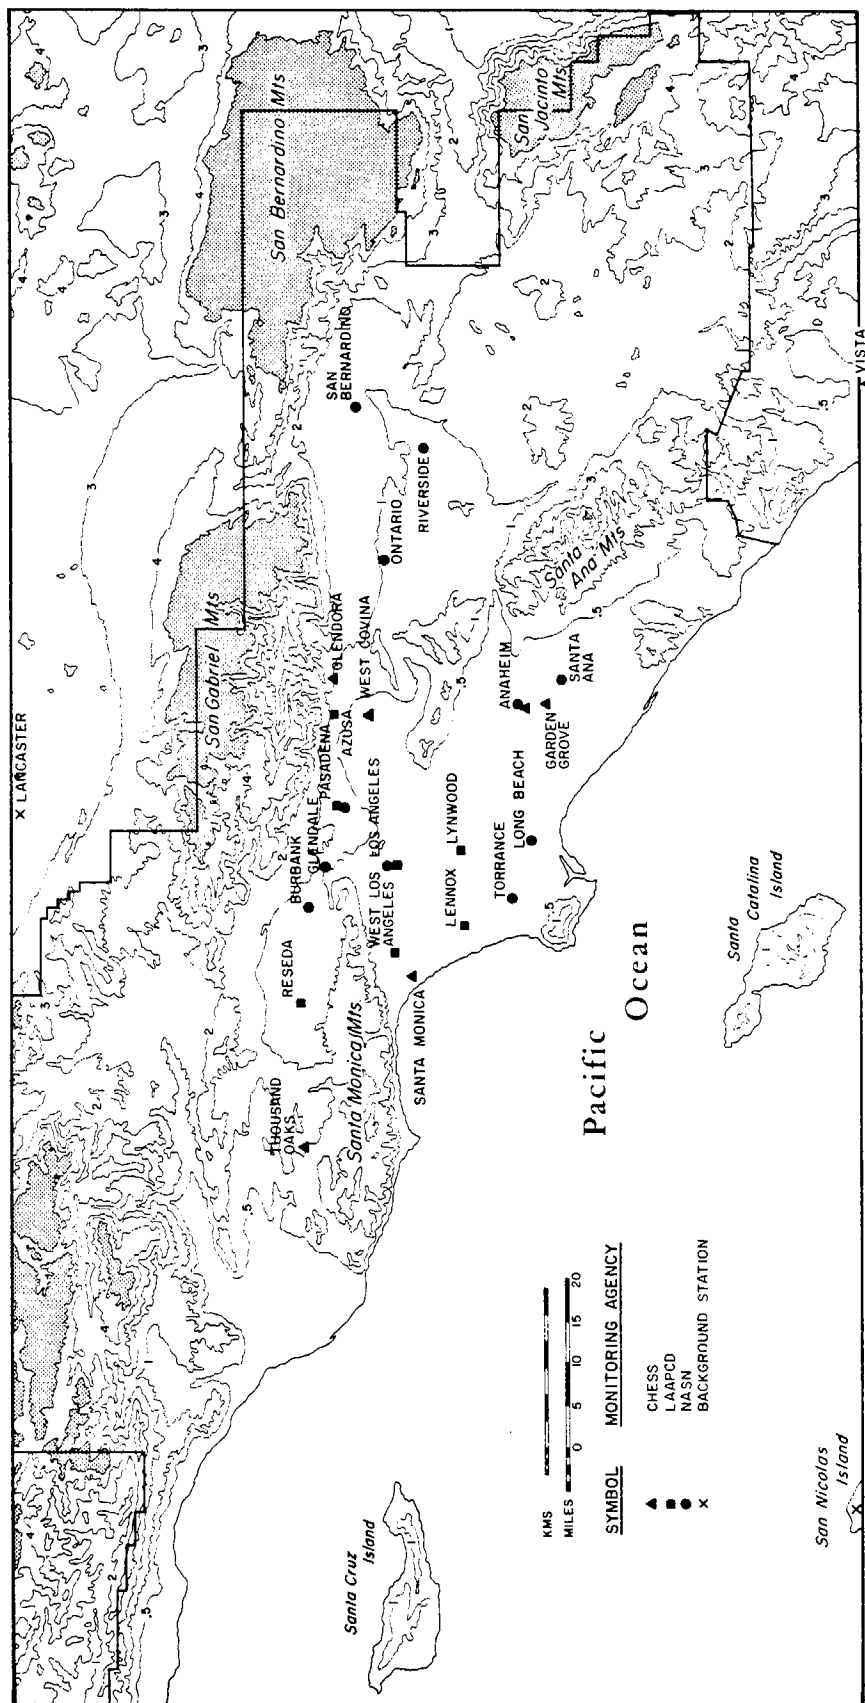 X LANCASTER
San Gabriel Mts
San Bernardino Mts
San
Jacinto
Mts
Santa
Ana Mts
Santa Monica Mts.
THOUSAND
OAKS
RESEDA
BURBANK
GLENDALE
PASADENA
AZUSA
GLENDORA
WEST COVINA
ONTARIO
RIVERSIDE
SAN
BERNARDINO
WEST LOS
ANGELES
LOS ANGELES
SANTA MONICA
LENNOX
LYNWOOD
TORRANCE
LONG BEACH
ANAHEIM
GARDEN
GROVE
SANTA
ANA
VISTA
Pacific
Ocean
Santa
Catalina
Island
Santa Cruz
Island
San Nicolas
Island
KMS
MILES
0 5 10 15 20
SYMBOL MONITORING AGENCY
▲ CHESS
■ LAAPCD
● NASN
X BACKGROUND STATION